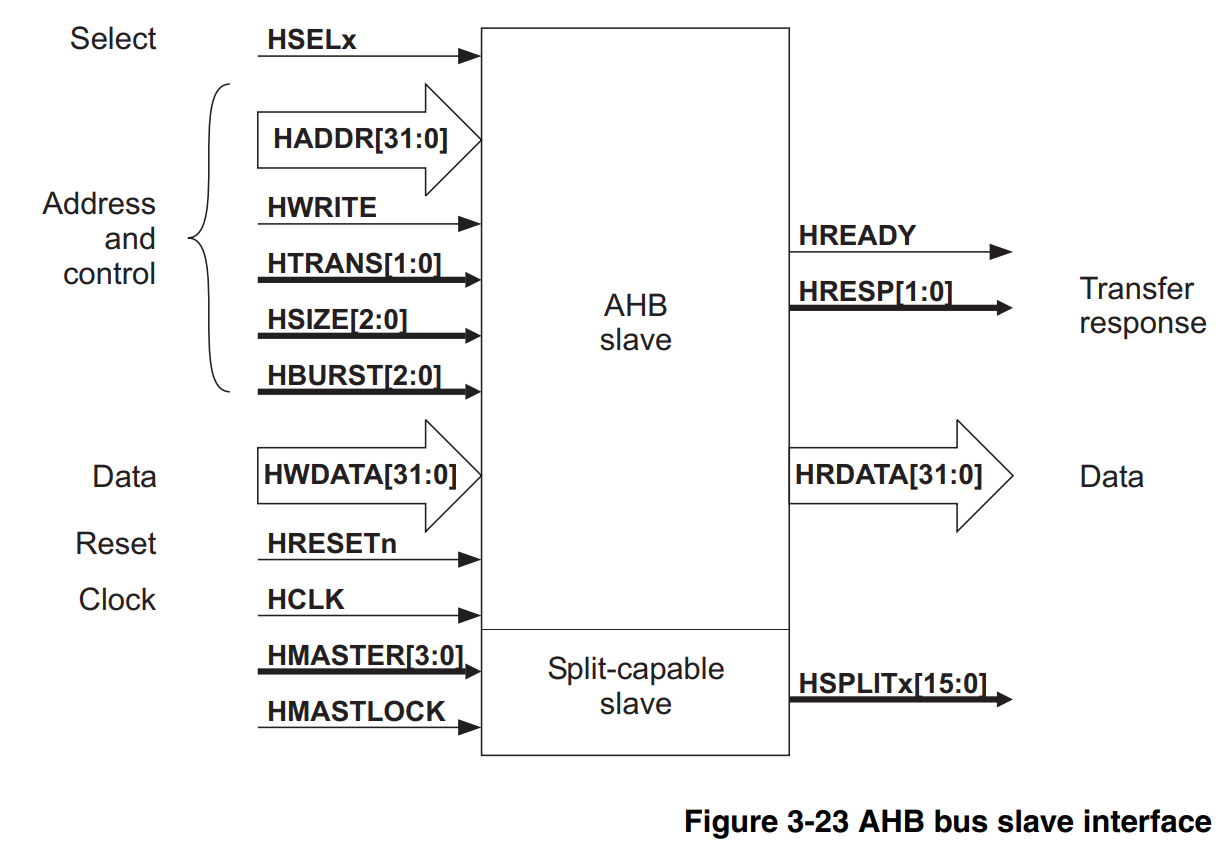 Select
HSELx
HADDR[31:0]
Address
and
control
HWRITE
HTRANS[1:0]
HSIZE[2:0]
HBURST[2:0]
Data
HWDATA[31:0]
Reset
HRESETn
Clock
HCLK
HMASTER[3:0]
HMASTLOCK
AHB
slave
Split-capable
slave
HREADY
HRESP[1:0]
Transfer
response
HRDATA[31:0]
Data
HSPLITx[15:0]
Figure 3-23 AHB bus slave interface